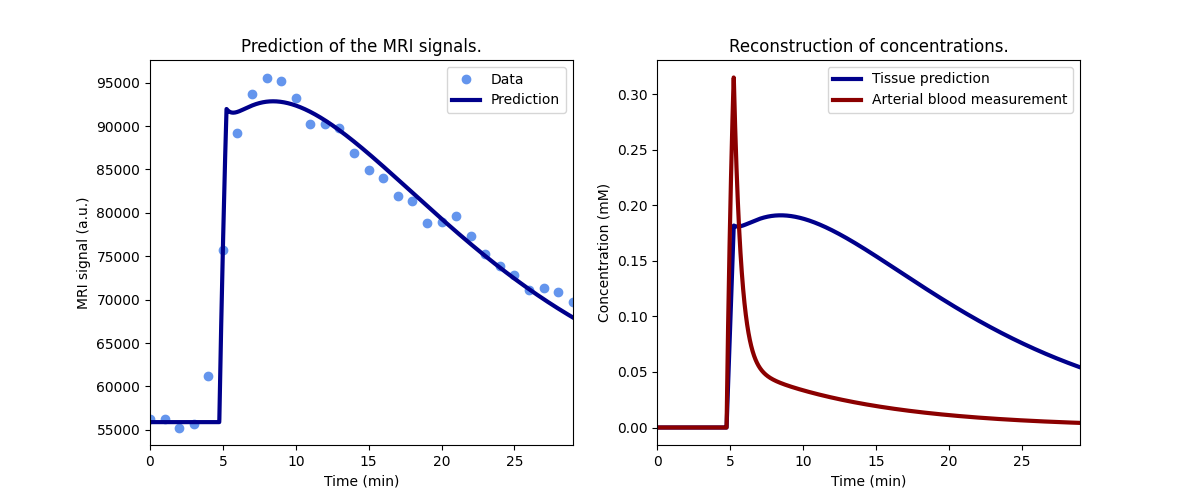 Prediction of the MRI signals.
MRI signal (a.u.)
95000
90000
85000
80000
75000
70000
65000
60000
55000
0 5 10 15 20 25
Time (min)
Data
Prediction
Reconstruction of concentrations.
Concentration (mM)
0.30
0.25
0.20
0.15
0.10
0.05
0.00
0 5 10 15 20 25
Time (min)
Tissue prediction
Arterial blood measurement